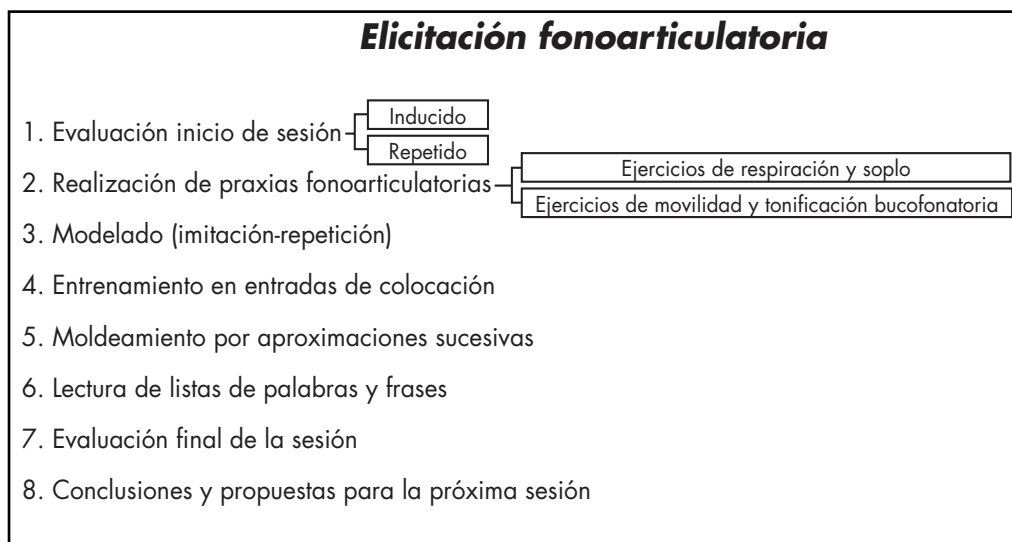 Elicitación fonoarticulatoria
1. Evaluación inicio de sesión
Inducido
Repetido
2. Realización de praxias fonoarticulatorias
Ejercicios de respiración y soplo
Ejercicios de movilidad y tonificación bucofonatoria
3. Modelado (imitación-repetición)
4. Entrenamiento en entradas de colocación
5. Moldeamiento por aproximaciones sucesivas
6. Lectura de listas de palabras y frases
7. Evaluación final de la sesión
8. Conclusiones y propuestas para la próxima sesión